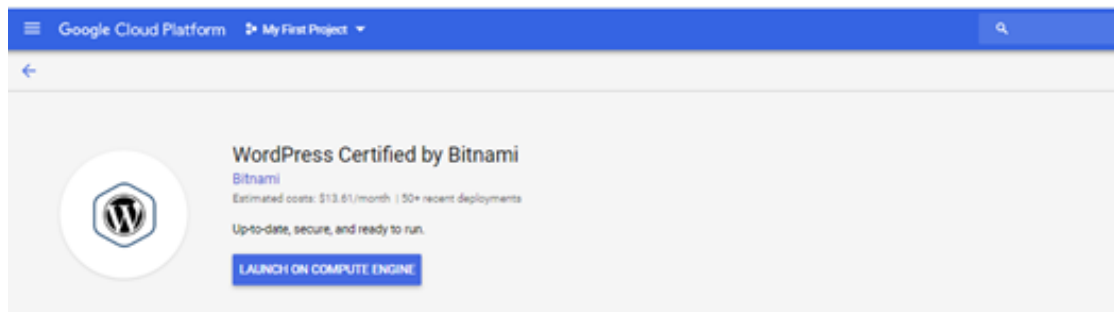 Google Cloud Platform My First Project
WordPress Certified by Bitnami
Bitnami
Estimated costs: $13.61/month | 50+ recent deployments
Up-to-date, secure, and ready to run.
LAUNCH ON COMPUTE ENGINE